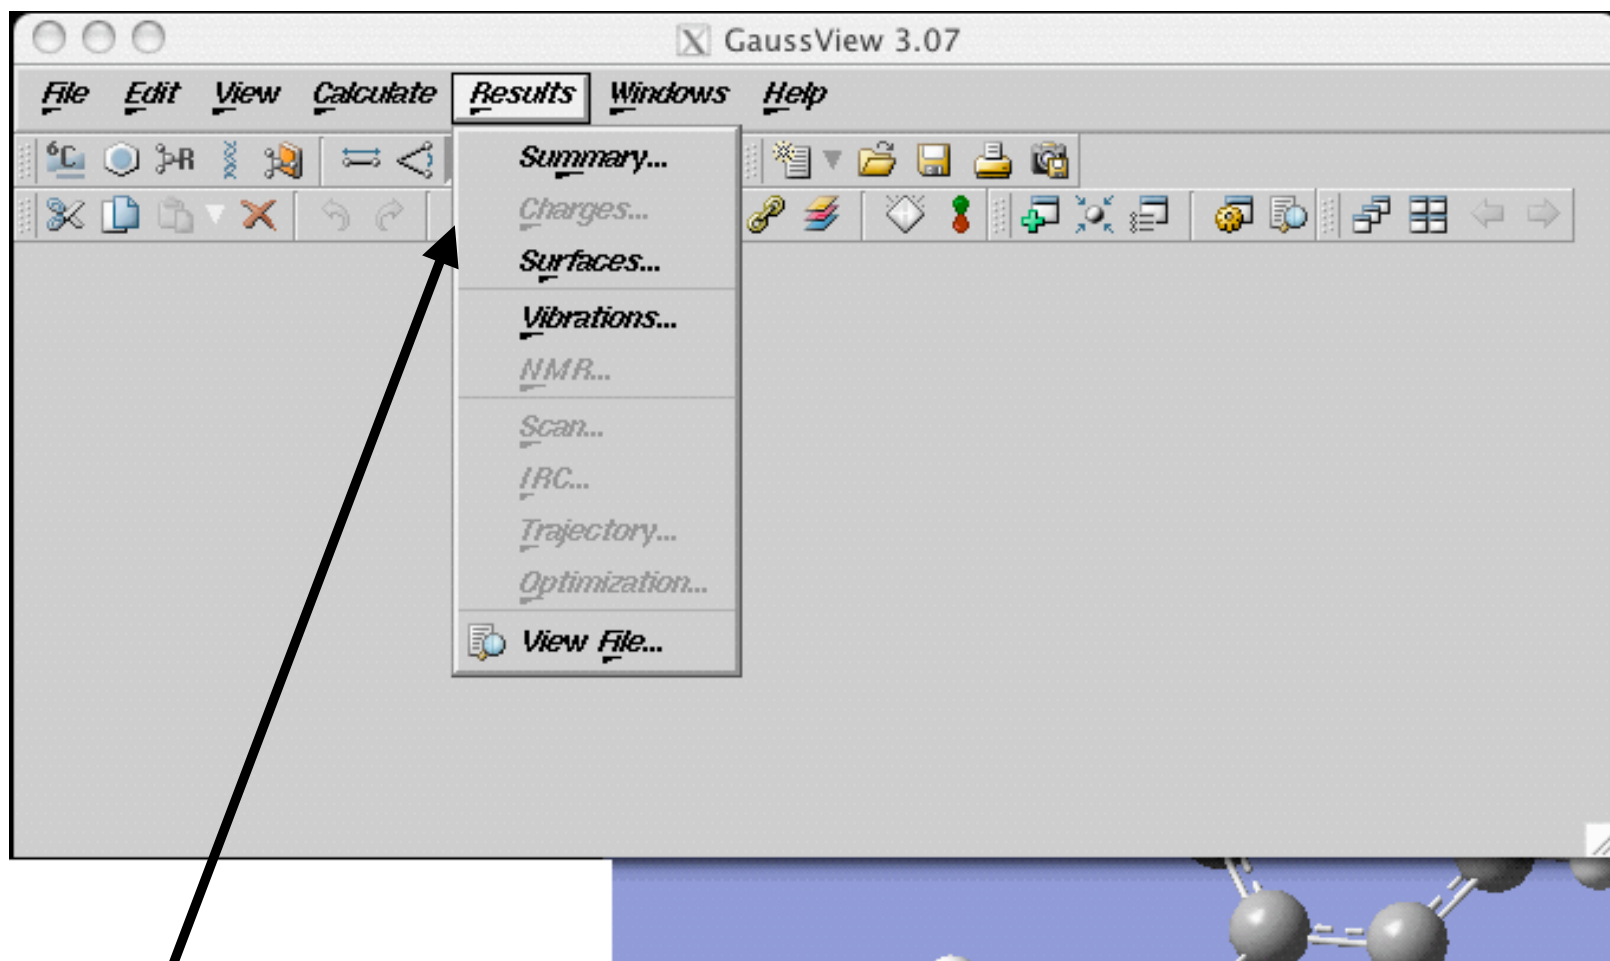 GaussView 3.07
File Edit View Calculate Results Windows Help
6C R
Summary...
Charges...
Surfaces...
Vibrations...
NMR...
Scan...
IRC...
Trajectory...
Optimization...
View File...